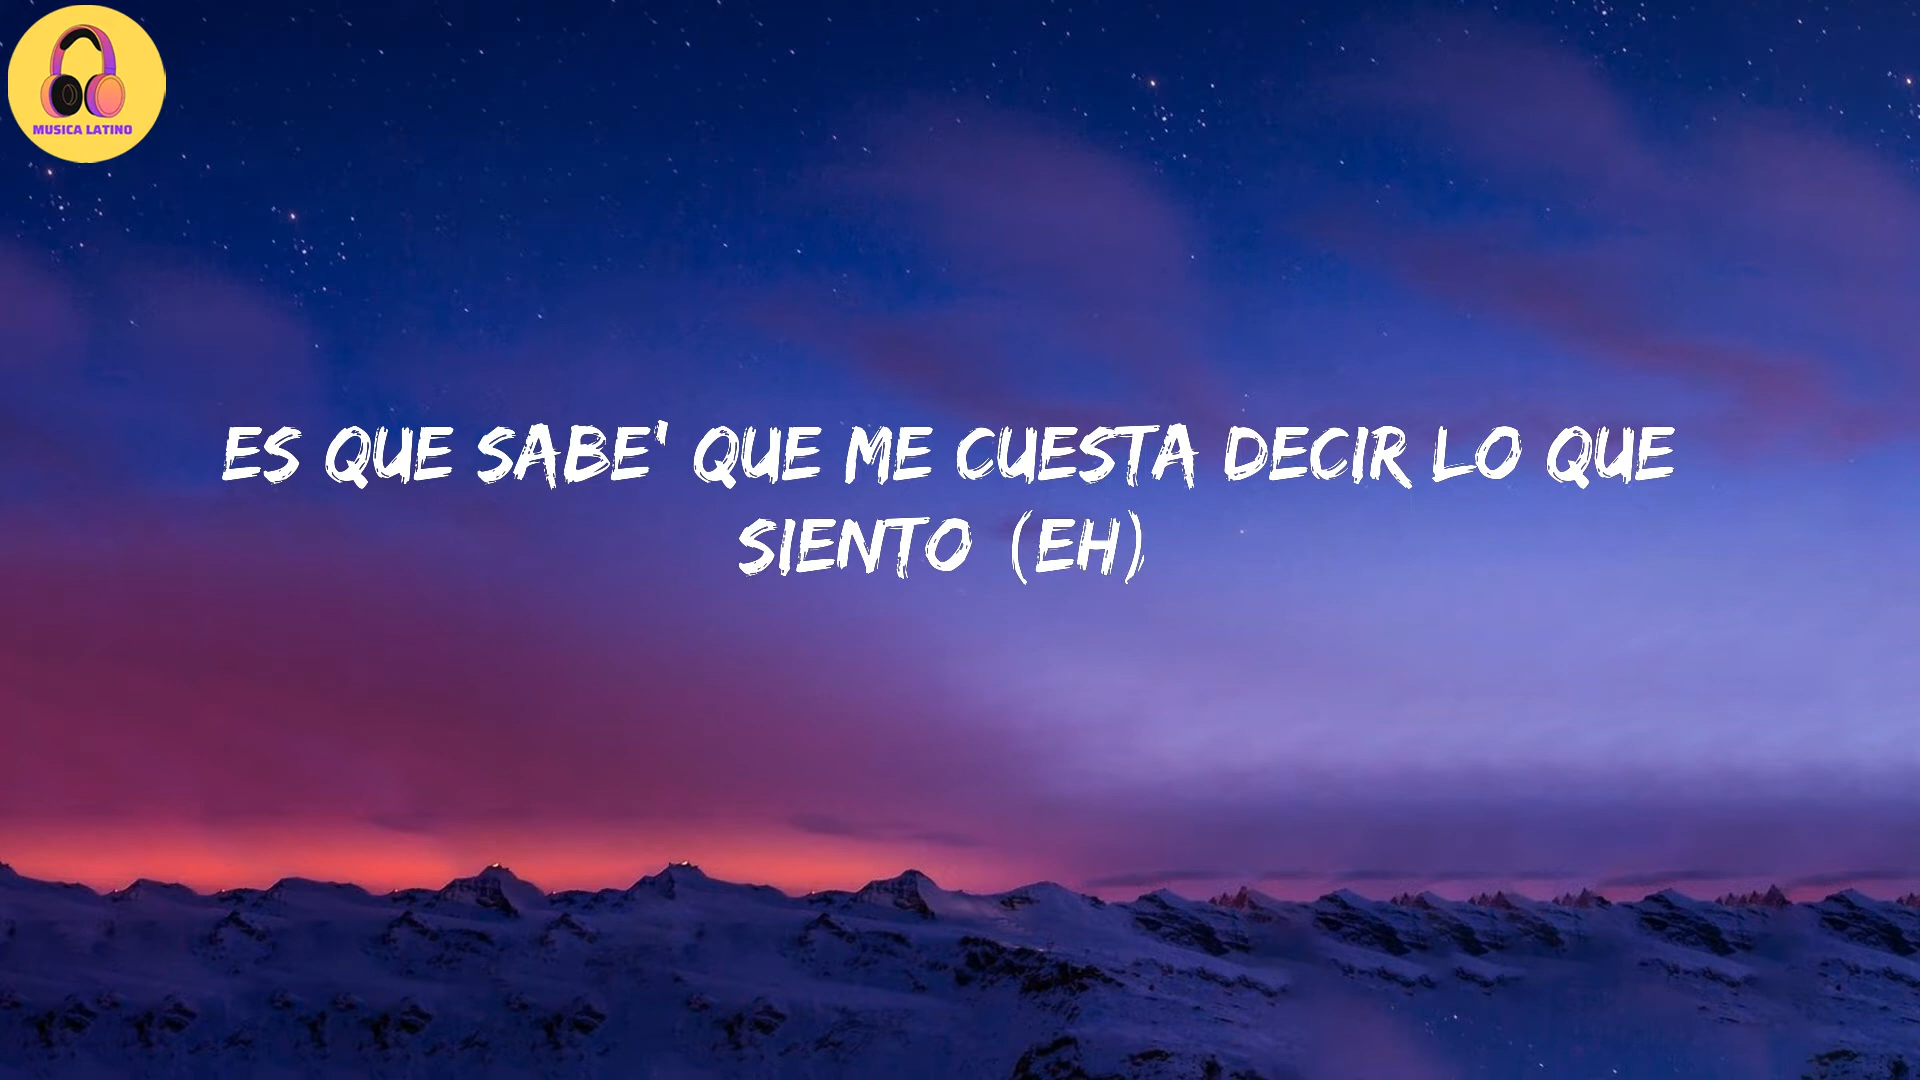 MUSICA LATINO
ES QUE SABE' QUE ME CUESTA DECIR LO QUE
SIENTO (EH)